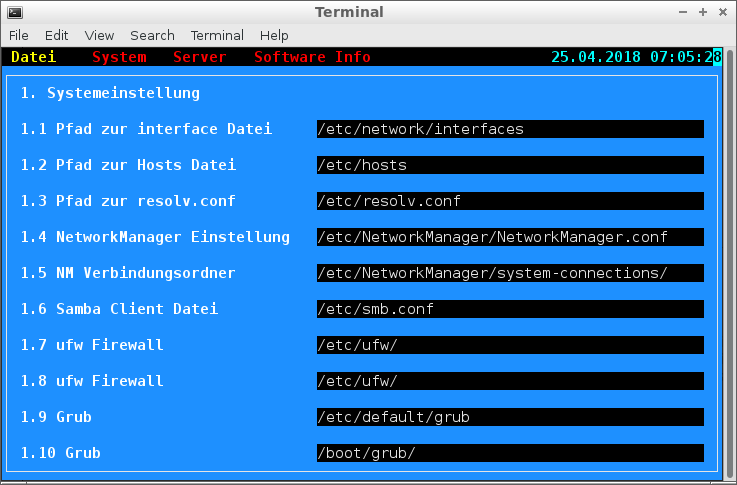 Terminal
File Edit View Search Terminal Help
Datei System Server Software Info 25.04.2018 07:05:28
1. Systemeinstellung
1.1 Pfad zur interface Datei /etc/network/interfaces
1.2 Pfad zur Hosts Datei /etc/hosts
1.3 Pfad zur resolv.conf /etc/resolv.conf
1.4 NetworkManager Einstellung /etc/NetworkManager/NetworkManager.conf
1.5 NM Verbindungsordner /etc/NetworkManager/system-connections/
1.6 Samba Client Datei /etc/smb.conf
1.7 ufw Firewall /etc/ufw/
1.8 ufw Firewall /etc/ufw/
1.9 Grub /etc/default/grub
1.10 Grub /boot/grub/